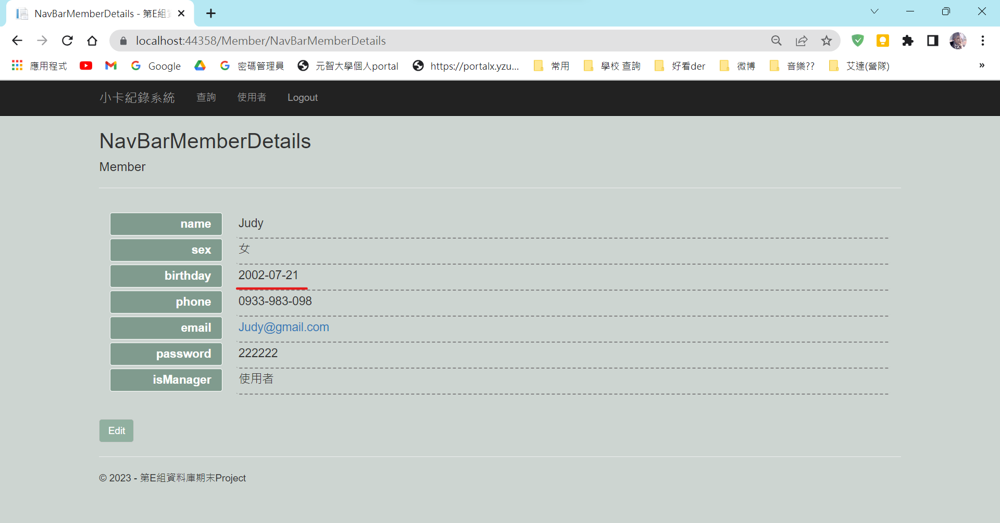 NavBarMemberDetails - 第E組
localhost:44358/Member/NavBarMemberDetails
應用程式 Google 密碼管理員 元智大學個人portal https://portalx.yzu... 常用 學校 查詢 好看der 微博 音樂?? 艾達(營隊) »
小卡紀錄系統 查詢 使用者 Logout
NavBarMemberDetails
Member
name Judy
sex 女
birthday 2002-07-21
phone 0933-983-098
email Judy@gmail.com
password 222222
isManager 使用者
Edit
© 2023 - 第E組資料庫期末Project